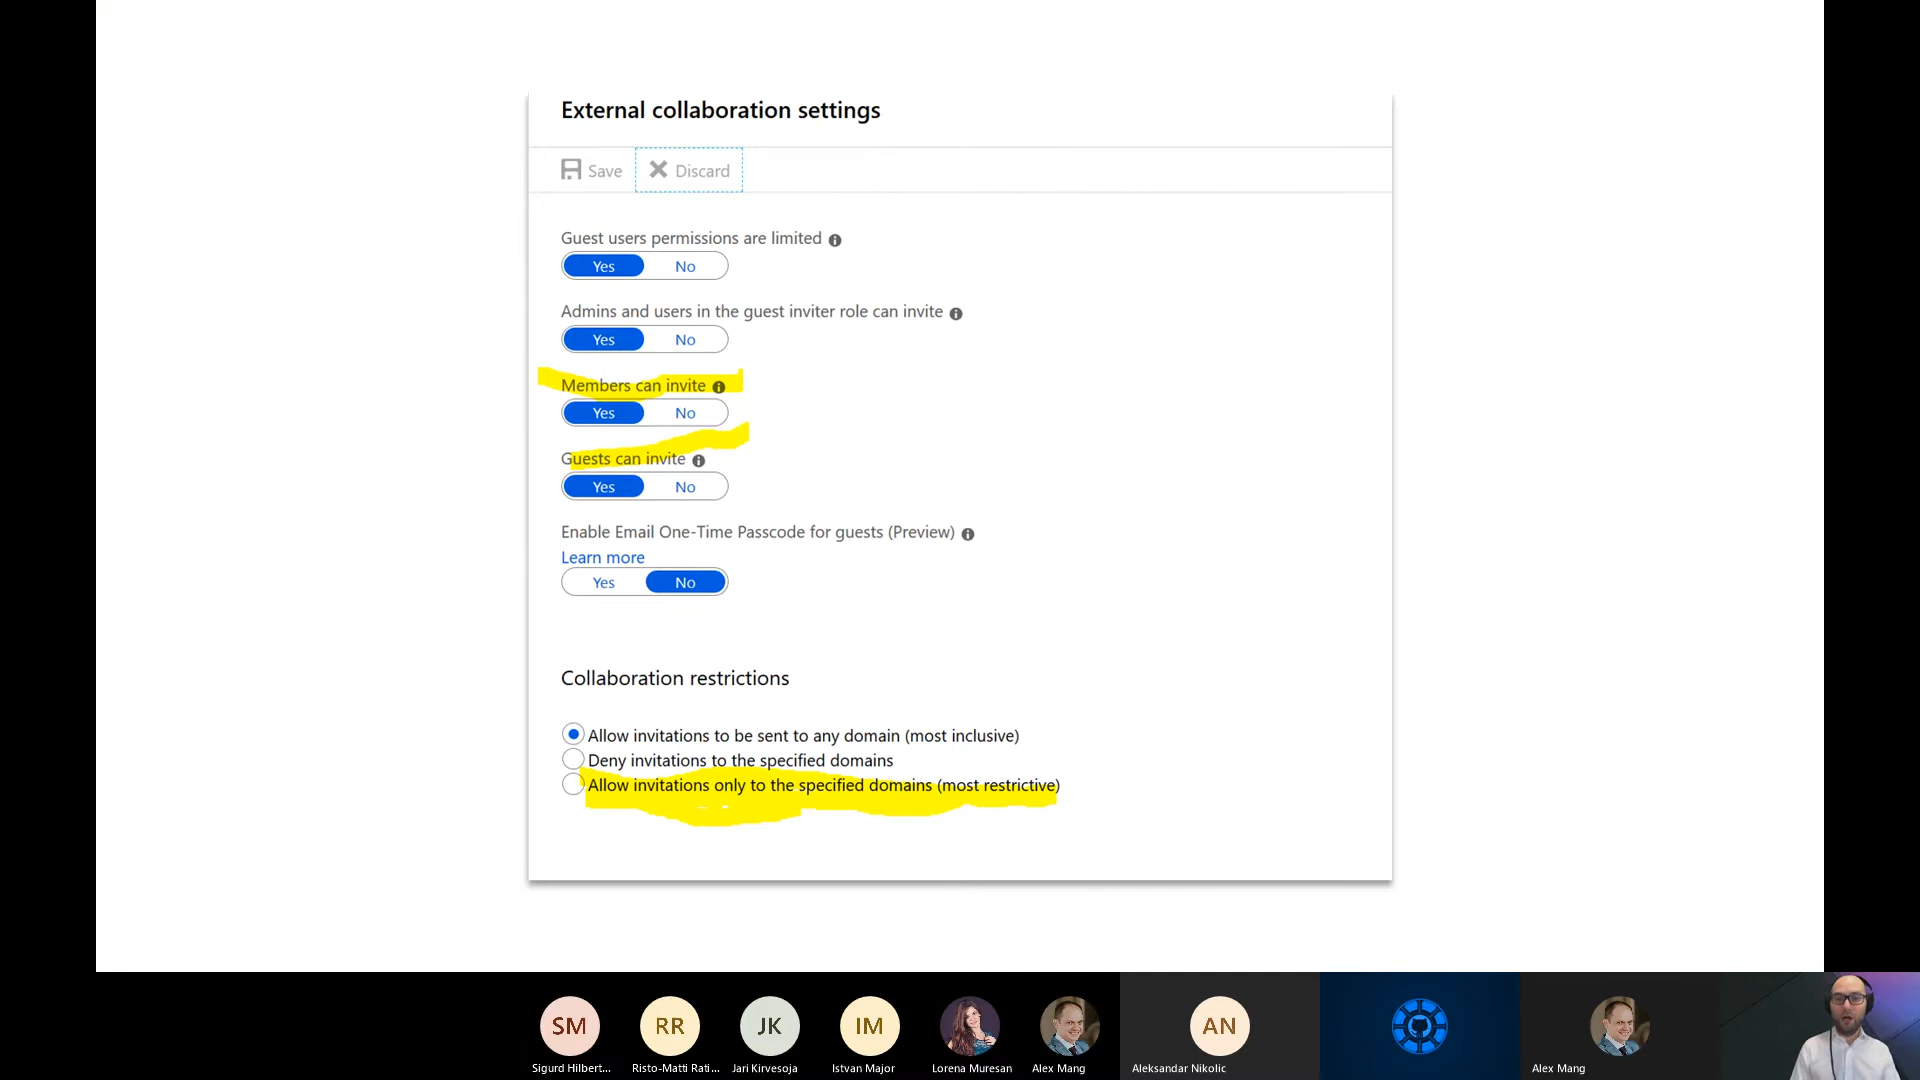 External collaboration settings
Save Discard
Guest users permissions are limited
Yes No
Admins and users in the guest inviter role can invite
Yes No
Members can invite
Yes No
Guests can invite
Yes No
Enable Email One-Time Passcode for guests (Preview)
Learn more
Yes No
Collaboration restrictions
Allow invitations to be sent to any domain (most inclusive)
Deny invitations to the specified domains
Allow invitations only to the specified domains (most restrictive)
SM RR JK IM AN
Sigurd Hilbert... Risto-Matti Rati... Jari Kirvesoja Istvan Major Lorena Muresan Alex Mang Aleksandar Nikolic Alex Mang